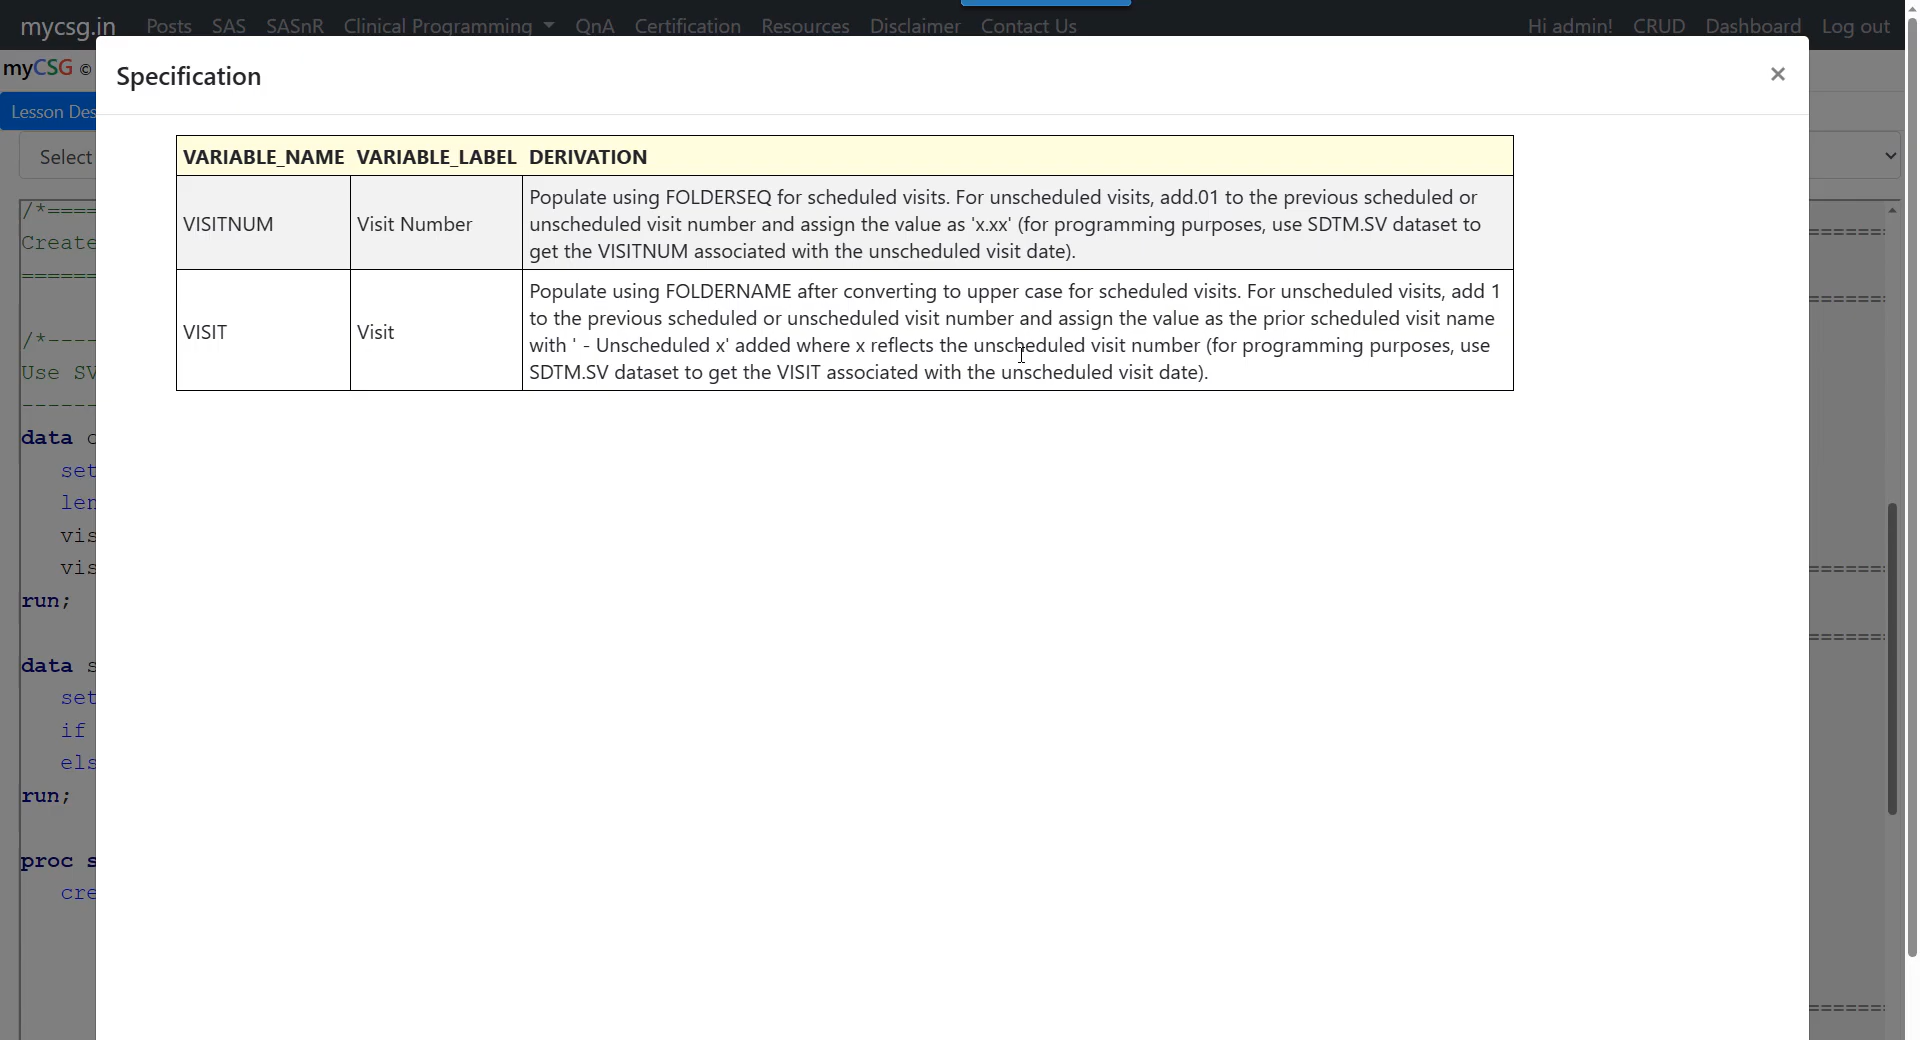 mycsg.in Posts SAS SASnR Clinical Programming QnA Certification Resources Disclaimer Contact Us Hi admin! CRUD Dashboard Log out
myCSG ©
Specification ×
Lesson Des
Select
VARIABLE_NAME VARIABLE_LABEL DERIVATION
VISITNUM Visit Number
Populate using FOLDERSEQ for scheduled visits. For unscheduled visits, add.01 to the previous scheduled or
unscheduled visit number and assign the value as 'x.xx' (for programming purposes, use SDTM.SV dataset to
get the VISITNUM associated with the unscheduled visit date).
VISIT Visit
Populate using FOLDERNAME after converting to upper case for scheduled visits. For unscheduled visits, add 1
to the previous scheduled or unscheduled visit number and assign the value as the prior scheduled visit name
with ' - Unscheduled x' added where x reflects the unscheduled visit number (for programming purposes, use
SDTM.SV dataset to get the VISIT associated with the unscheduled visit date).
/*====
Create
======
/*----
Use SV
------
data c
set
len
vis
vis
run;
data s
set
if
els
run;
proc s
cre